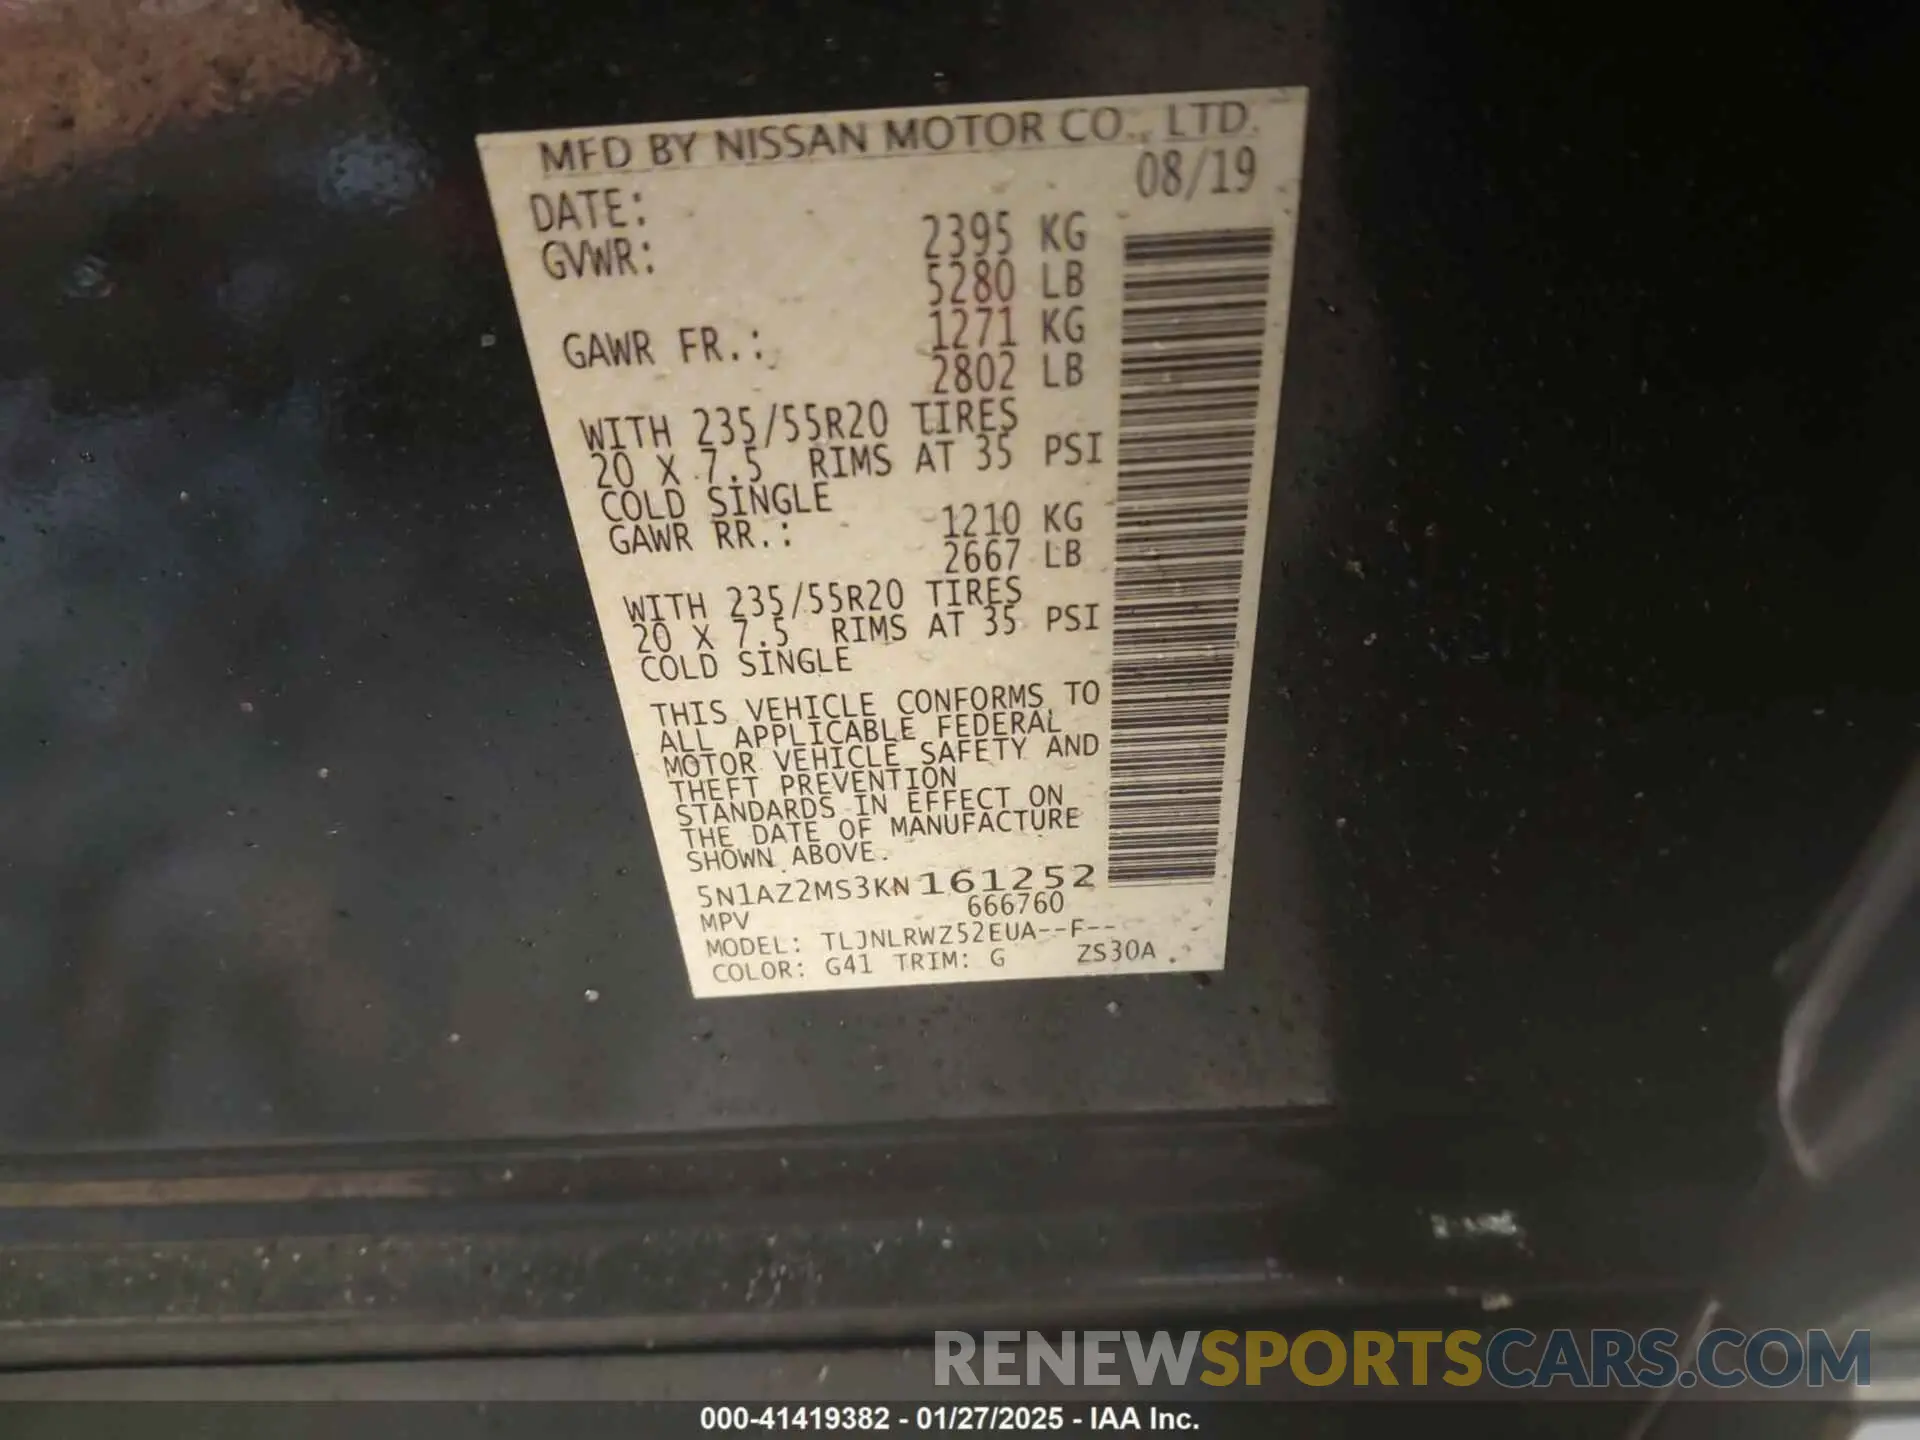 MFD BY NISSAN MOTOR CO., LTD.
DATE: 08/19
GVWR: 2395 KG
5280 LB
GAWR FR.: 1271 KG
2802 LB
WITH 235/55R20 TIRES
20 X 7.5 RIMS AT 35 PSI
COLD SINGLE
GAWR RR.: 1210 KG
2667 LB
WITH 235/55R20 TIRES
20 X 7.5 RIMS AT 35 PSI
COLD SINGLE
THIS VEHICLE CONFORMS TO
ALL APPLICABLE FEDERAL
MOTOR VEHICLE SAFETY AND
THEFT PREVENTION
STANDARDS IN EFFECT ON
THE DATE OF MANUFACTURE
SHOWN ABOVE.
5N1AZ2MS3KN161252
MPV 666760
MODEL: TLJNLRWZ52EUA--F--
COLOR: G41 TRIM: G ZS30A
RENEWSPORTSCARS.COM
000-41419382 - 01/27/2025 - IAA Inc.